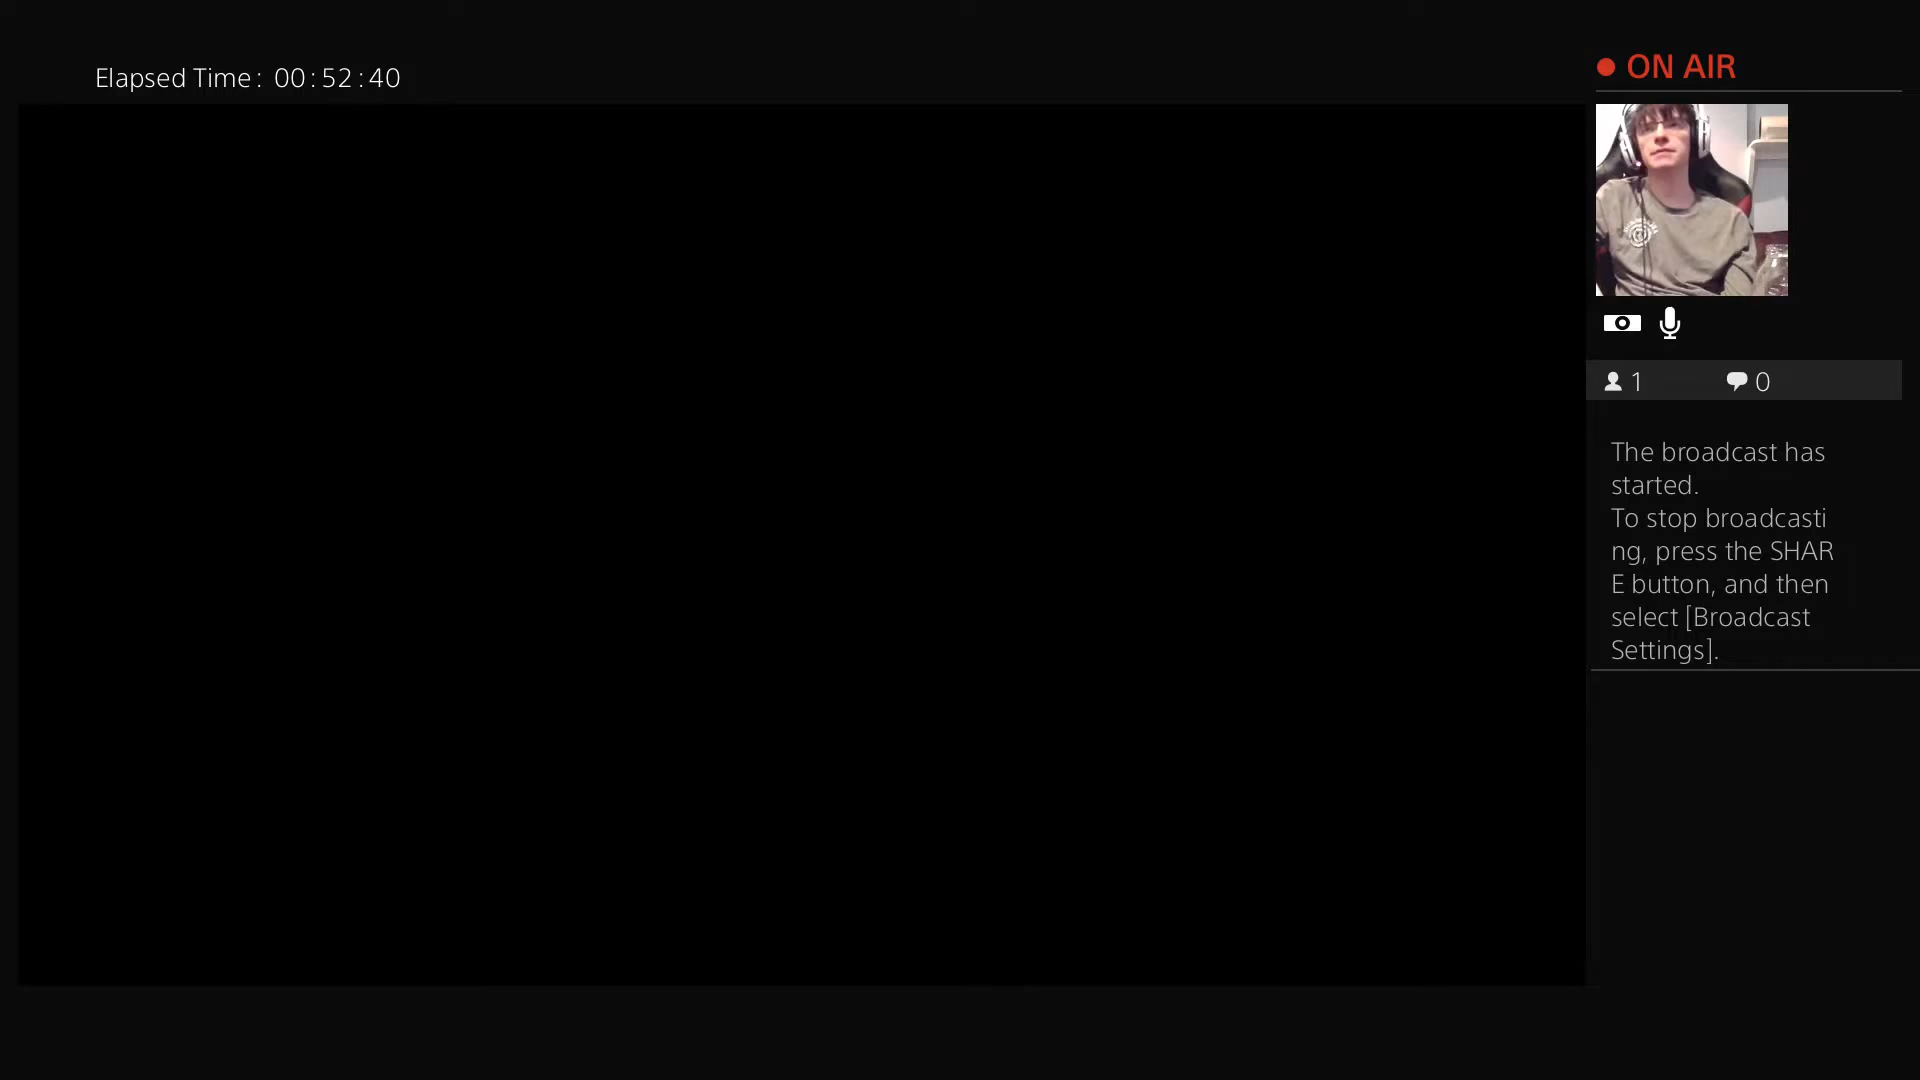 Elapsed Time: 00:52:40
ON AIR
1 0
The broadcast has
started.
To stop broadcasti
ng, press the SHAR
E button, and then
select [Broadcast
Settings].